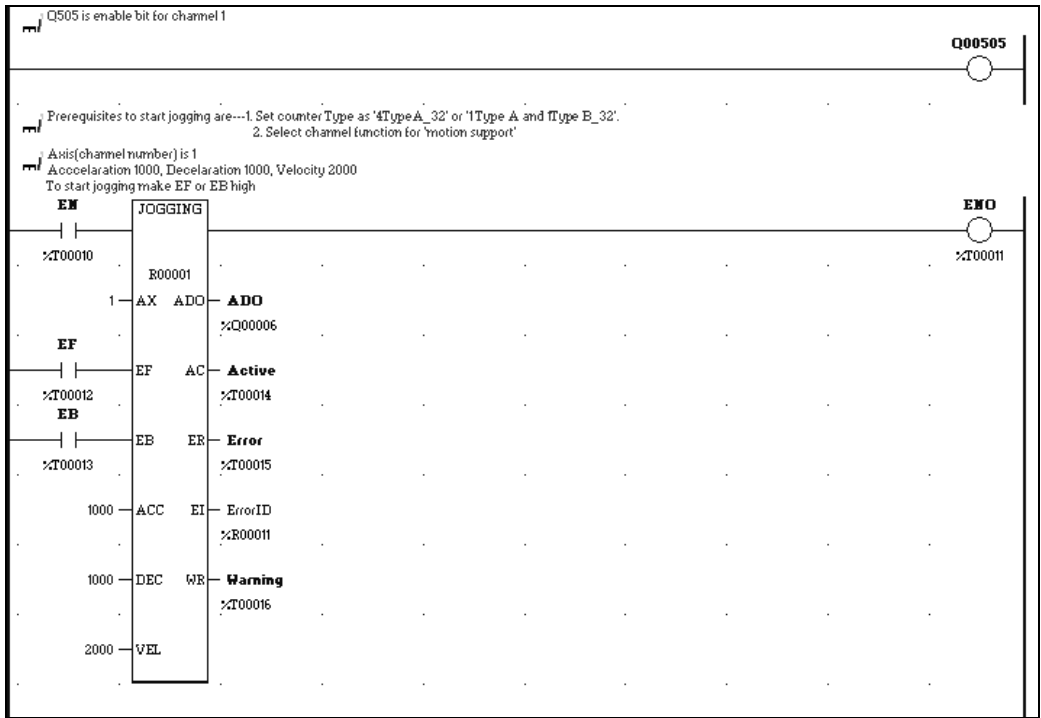 Q505 is enable bit for channel 1
Q00505
Prerequisites to start jogging are---1. Set counter Type as '4TypeA_32' or '1Type A and 1Type B_32'.
2. Select channel function for 'motion support'
Axis(channel number) is 1
Acccelaration 1000, Decelaration 1000, Velocity 2000
To start jogging make EF or EB high
EN JOGGING ENO
%T00010 %T00011
R00001
1 AX ADO ADO
%Q00006
EF
EF AC Active
%T00012 %T00014
EB
EB ER Error
%T00013 %T00015
1000 ACC EI ErrorID
%R00011
1000 DEC WR Warning
%T00016
2000 VEL